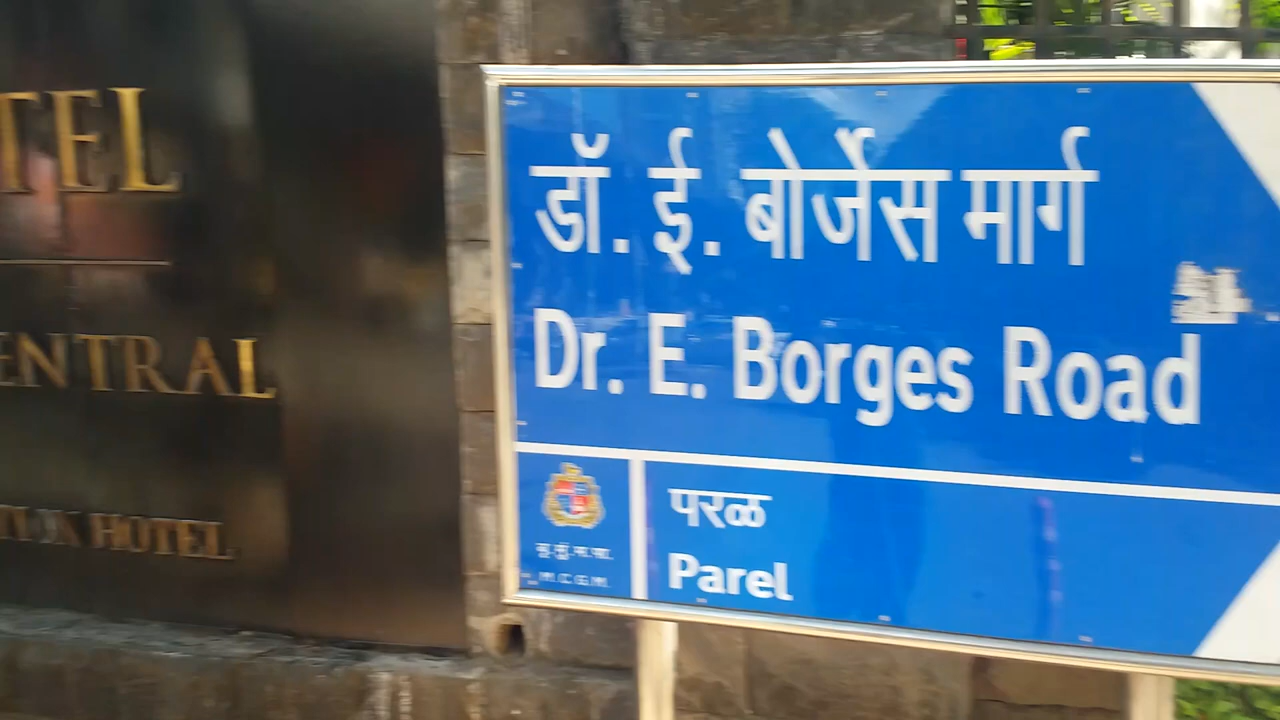 TEL
ENTRAL
HOTEL
डॉ. ई. बोर्जेस मार्ग
Dr. E. Borges Road
परळ
Parel
बृ.मुं.म.पा.
M.C.G.M.